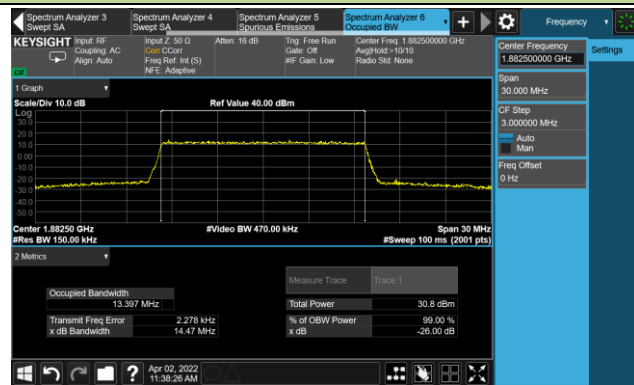 Spectrum Analyzer 3
Swept SA
Spectrum Analyzer 4
Swept SA
Spectrum Analyzer 5
Spurious Emissions
Spectrum Analyzer 6
Occupied BW
Frequency
KEYSIGHT
Input: RF
Coupling: AC
Align: Auto
Input Z: 50 Ω
Corr CCorr
Freq Ref: Int (S)
NFE: Adaptive
Atten: 16 dB
Trig: Free Run
Gate: Off
#IF Gain: Low
Center Freq: 1.882500000 GHz
Avg|Hold:>10/10
Radio Std: None
Center Frequency
1.882500000 GHz
Settings
Span
30.000 MHz
CF Step
3.000000 MHz
Auto
Man
Freq Offset
0 Hz
1 Graph
Scale/Div 10.0 dB
Ref Value 40.00 dBm
Log
30.0
20.0
10.0
0.00
-10.0
-20.0
-30.0
-40.0
-50.0
Center 1.88250 GHz
#Video BW 470.00 kHz
Span 30 MHz
#Res BW 150.00 kHz
#Sweep 100 ms (2001 pts)
2 Metrics
Measure Trace
Trace 1
Occupied Bandwidth
13.397 MHz
Total Power
30.8 dBm
Transmit Freq Error
2.278 kHz
% of OBW Power
99.00 %
x dB Bandwidth
14.47 MHz
x dB
-26.00 dB
Apr 02, 2022
11:38:26 AM